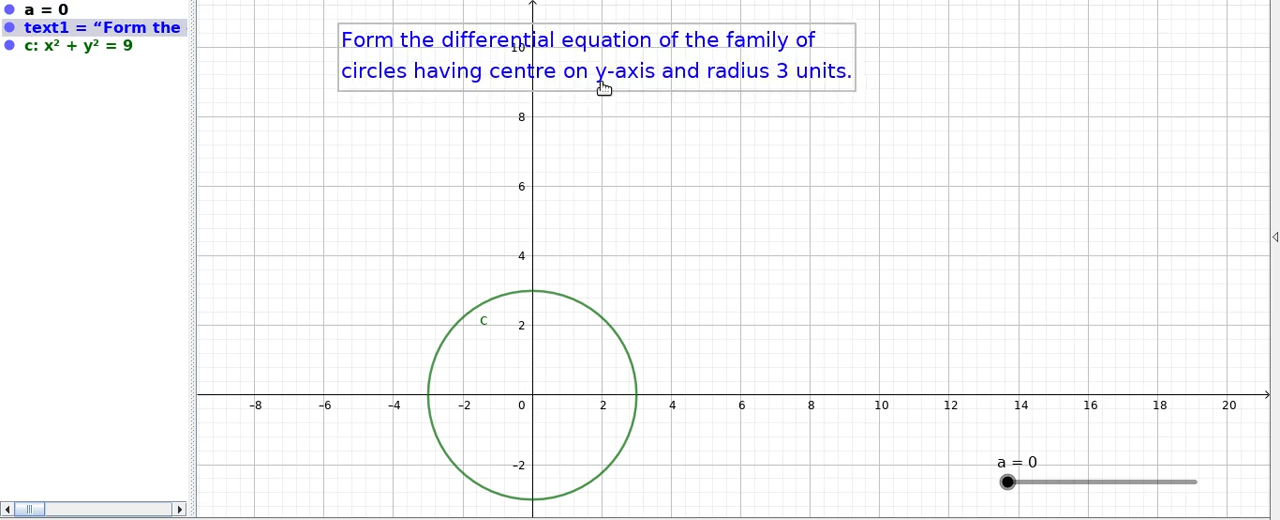 a = 0
text1 = “Form the
c: x² + y² = 9
Form the differential equation of the family of
circles having centre on y-axis and radius 3 units.
10
8
6
4
2
0
–2
c
–8 –6 –4 –2 2 4 6 8 10 12 14 16 18 20
a = 0